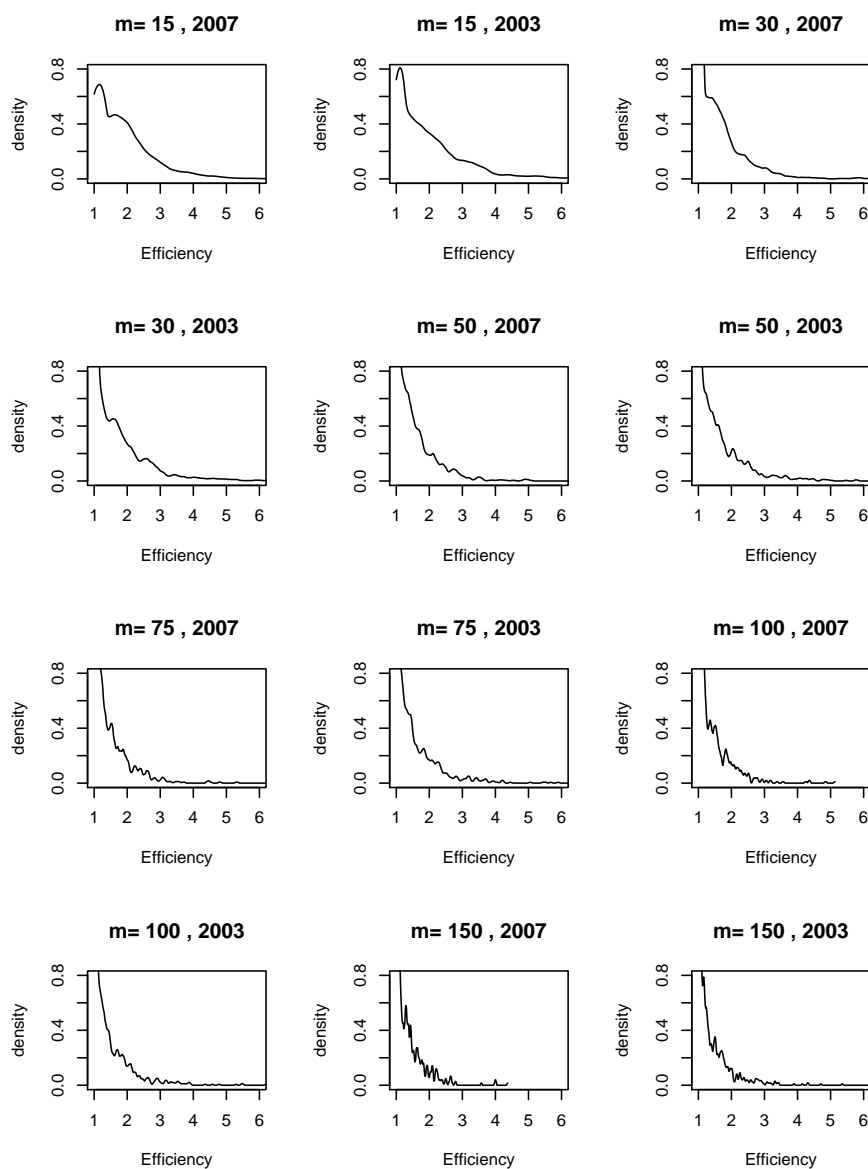 m= 15 , 2007
density
0.0 0.4 0.8
1 2 3 4 5 6
Efficiency
m= 15 , 2003
density
0.0 0.4 0.8
1 2 3 4 5 6
Efficiency
m= 30 , 2007
density
0.0 0.4 0.8
1 2 3 4 5 6
Efficiency
m= 30 , 2003
density
0.0 0.4 0.8
1 2 3 4 5 6
Efficiency
m= 50 , 2007
density
0.0 0.4 0.8
1 2 3 4 5 6
Efficiency
m= 50 , 2003
density
0.0 0.4 0.8
1 2 3 4 5 6
Efficiency
m= 75 , 2007
density
0.0 0.4 0.8
1 2 3 4 5 6
Efficiency
m= 75 , 2003
density
0.0 0.4 0.8
1 2 3 4 5 6
Efficiency
m= 100 , 2007
density
0.0 0.4 0.8
1 2 3 4 5 6
Efficiency
m= 100 , 2003
density
0.0 0.4 0.8
1 2 3 4 5 6
Efficiency
m= 150 , 2007
density
0.0 0.4 0.8
1 2 3 4 5 6
Efficiency
m= 150 , 2003
density
0.0 0.4 0.8
1 2 3 4 5 6
Efficiency